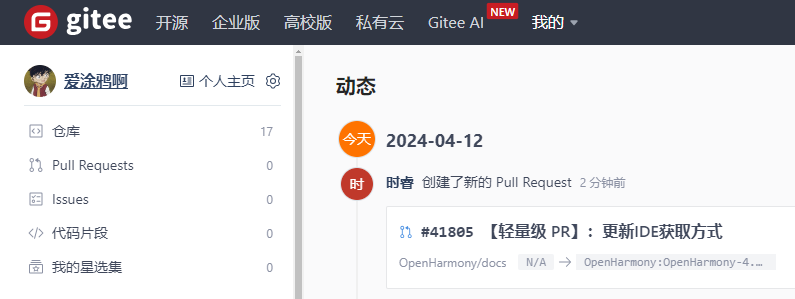 G gitee 开源 企业版 高校版 私有云 Gitee AI NEW 我的
爱涂鸦啊 个人主页
仓库 17
Pull Requests 0
Issues 0
代码片段 0
我的星选集 0
动态
今天 2024-04-12
时 时睿 创建了新的 Pull Request 2 分钟前
#41805 【轻量级 PR】：更新IDE获取方式
OpenHarmony/docs N/A → OpenHarmony:OpenHarmony-4.…